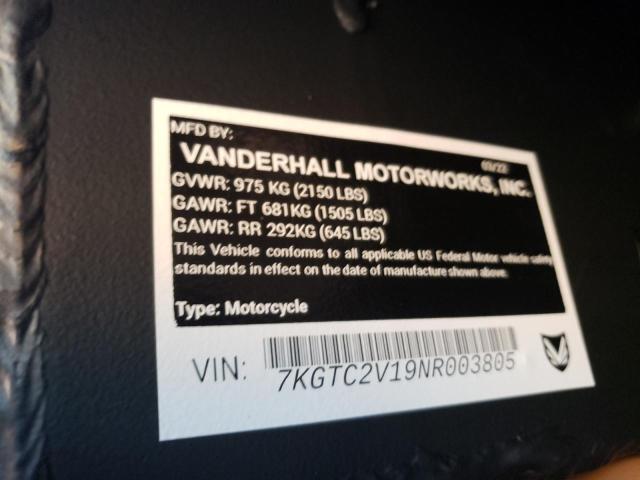 MFD BY:
03/22
VANDERHALL MOTORWORKS, INC.
GVWR: 975 KG (2150 LBS)
GAWR: FT 681KG (1505 LBS)
GAWR: RR 292KG (645 LBS)
This Vehicle conforms to all applicable US Federal Motor vehicle safety
standards in effect on the date of manufacture shown above.
Type: Motorcycle
VIN: 7KGTC2V19NR003805